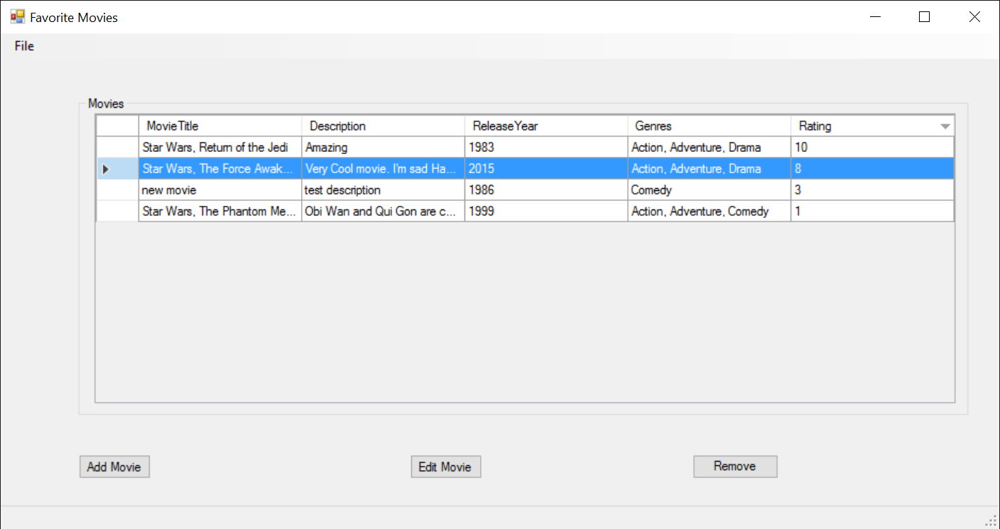 Favorite Movies
File
Movies
MovieTitle Description ReleaseYear Genres Rating
Star Wars, Return of the Jedi Amazing 1983 Action, Adventure, Drama 10
Star Wars, The Force Awak... Very Cool movie. I'm sad Ha... 2015 Action, Adventure, Drama 8
new movie test description 1986 Comedy 3
Star Wars, The Phantom Me... Obi Wan and Qui Gon are c... 1999 Action, Adventure, Comedy 1
Add Movie Edit Movie Remove